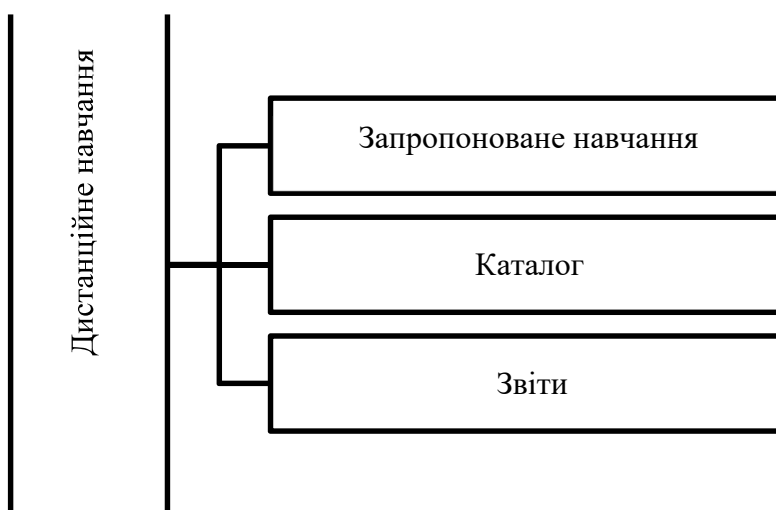 Дистанційне навчання
Запропоноване навчання
Каталог
Звіти